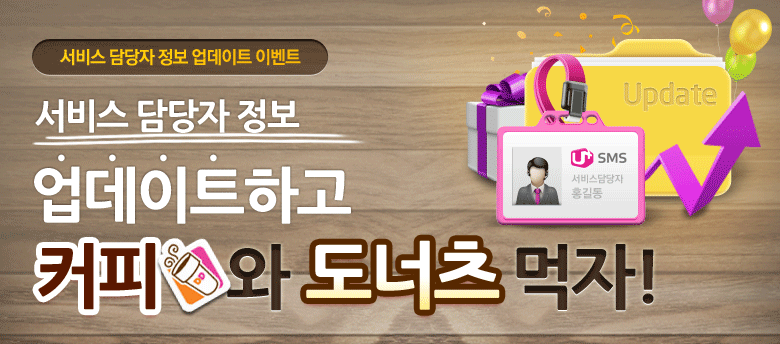 서비스 담당자 정보 업데이트 이벤트
서비스 담당자 정보
업데이트하고
커피와 도너츠 먹자!
Update
U+ SMS
서비스담당자
홍길동